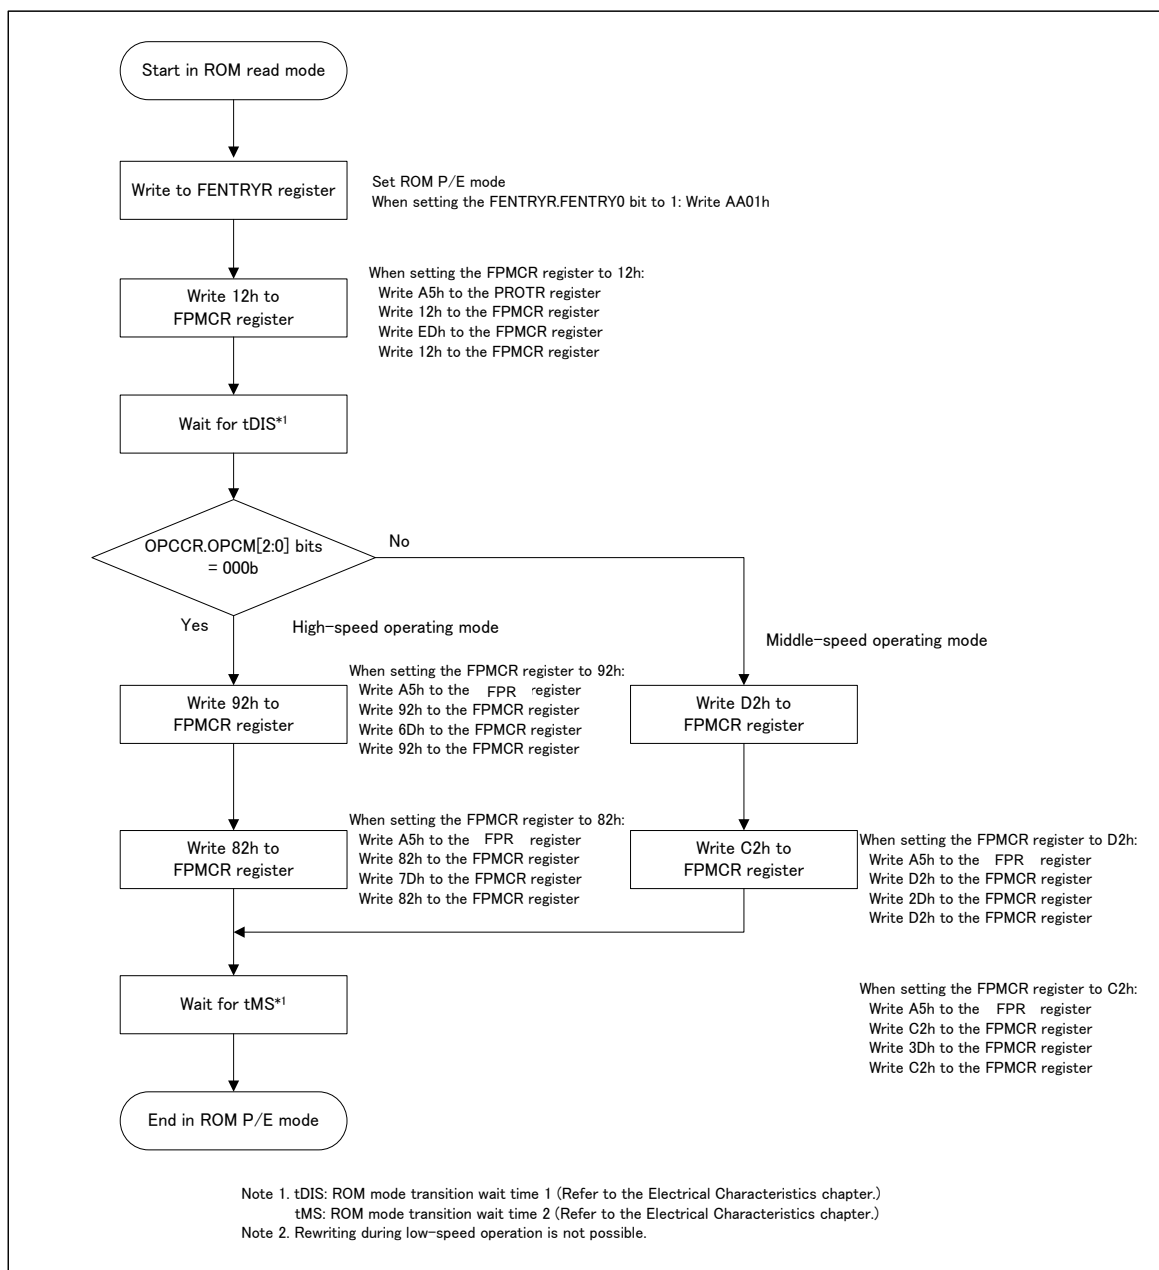 Start in ROM read mode
Write to FENTRYR register
Set ROM P/E mode
When setting the FENTRYR.FENTRY0 bit to 1: Write AA01h
Write 12h to
FPMCR register
When setting the FPMCR register to 12h:
Write A5h to the PROTR register
Write 12h to the FPMCR register
Write EDh to the FPMCR register
Write 12h to the FPMCR register
Wait for tDIS*1
OPCCR.OPCM[2:0] bits
= 000b
No
Yes
High-speed operating mode
Middle-speed operating mode
Write 92h to
FPMCR register
When setting the FPMCR register to 92h:
Write A5h to the FPR register
Write 92h to the FPMCR register
Write 6Dh to the FPMCR register
Write 92h to the FPMCR register
Write D2h to
FPMCR register
Write 82h to
FPMCR register
When setting the FPMCR register to 82h:
Write A5h to the FPR register
Write 82h to the FPMCR register
Write 7Dh to the FPMCR register
Write 82h to the FPMCR register
Write C2h to
FPMCR register
When setting the FPMCR register to D2h:
Write A5h to the FPR register
Write D2h to the FPMCR register
Write 2Dh to the FPMCR register
Write D2h to the FPMCR register
Wait for tMS*1
When setting the FPMCR register to C2h:
Write A5h to the FPR register
Write C2h to the FPMCR register
Write 3Dh to the FPMCR register
Write C2h to the FPMCR register
End in ROM P/E mode
Note 1. tDIS: ROM mode transition wait time 1 (Refer to the Electrical Characteristics chapter.)
tMS: ROM mode transition wait time 2 (Refer to the Electrical Characteristics chapter.)
Note 2. Rewriting during low-speed operation is not possible.